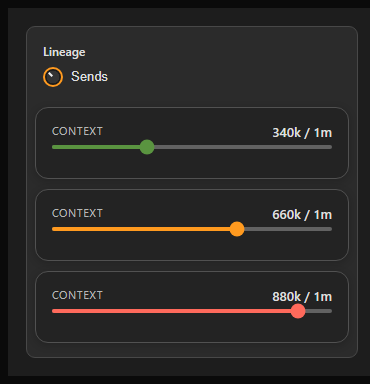 Lineage
Sends
CONTEXT 340k / 1m
CONTEXT 660k / 1m
CONTEXT 880k / 1m